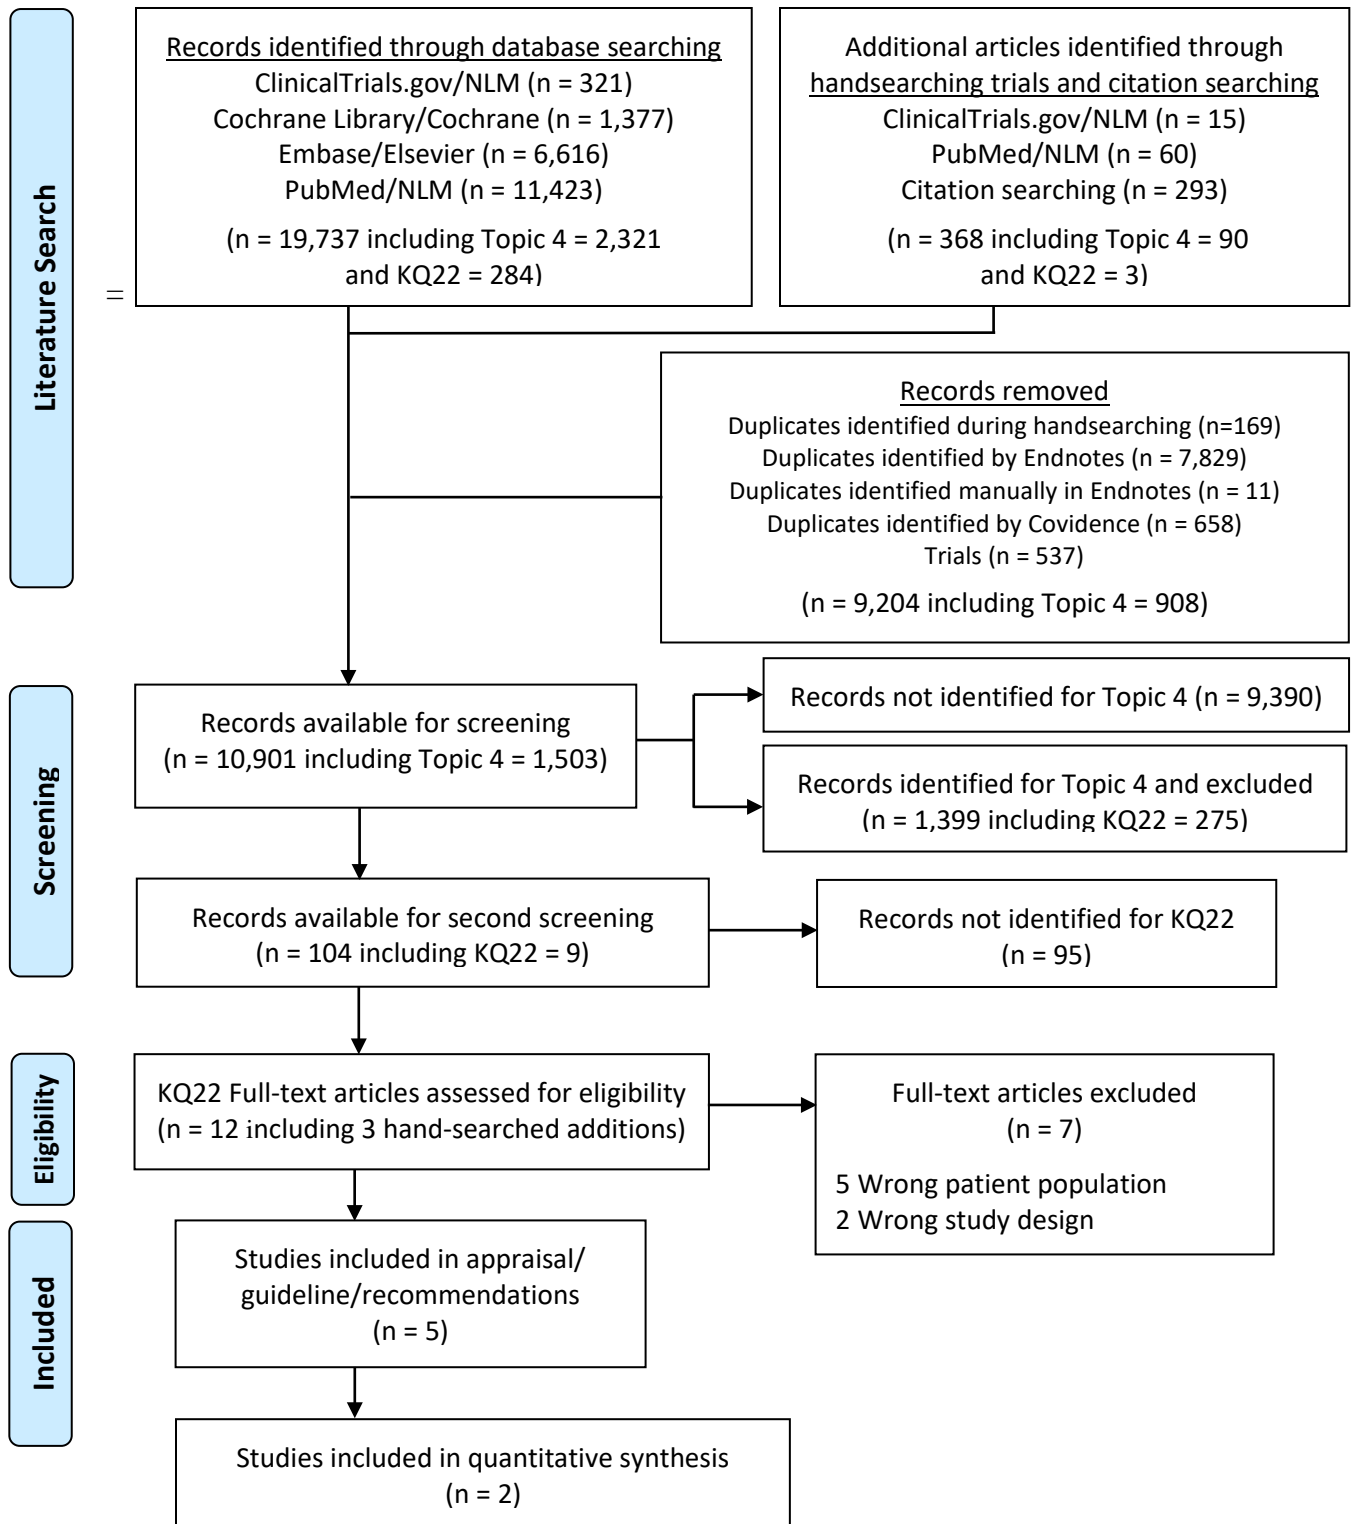 Literature Search
Records identified through database searching
ClinicalTrials.gov/NLM (n = 321)
Cochrane Library/Cochrane (n = 1,377)
Embase/Elsevier (n = 6,616)
PubMed/NLM (n = 11,423)
(n = 19,737 including Topic 4 = 2,321
and KQ22 = 284)
Additional articles identified through
handsearching trials and citation searching
ClinicalTrials.gov/NLM (n = 15)
PubMed/NLM (n = 60)
Citation searching (n = 293)
(n = 368 including Topic 4 = 90
and KQ22 = 3)
=
Records removed
Duplicates identified during handsearching (n=169)
Duplicates identified by Endnotes (n = 7,829)
Duplicates identified manually in Endnotes (n = 11)
Duplicates identified by Covidence (n = 658)
Trials (n = 537)
(n = 9,204 including Topic 4 = 908)
Screening
Records available for screening
(n = 10,901 including Topic 4 = 1,503)
Records not identified for Topic 4 (n = 9,390)
Records identified for Topic 4 and excluded
(n = 1,399 including KQ22 = 275)
Records available for second screening
(n = 104 including KQ22 = 9)
Records not identified for KQ22
(n = 95)
Eligibility
KQ22 Full-text articles assessed for eligibility
(n = 12 including 3 hand-searched additions)
Full-text articles excluded
(n = 7)
5 Wrong patient population
2 Wrong study design
Included
Studies included in appraisal/
guideline/recommendations
(n = 5)
Studies included in quantitative synthesis
(n = 2)